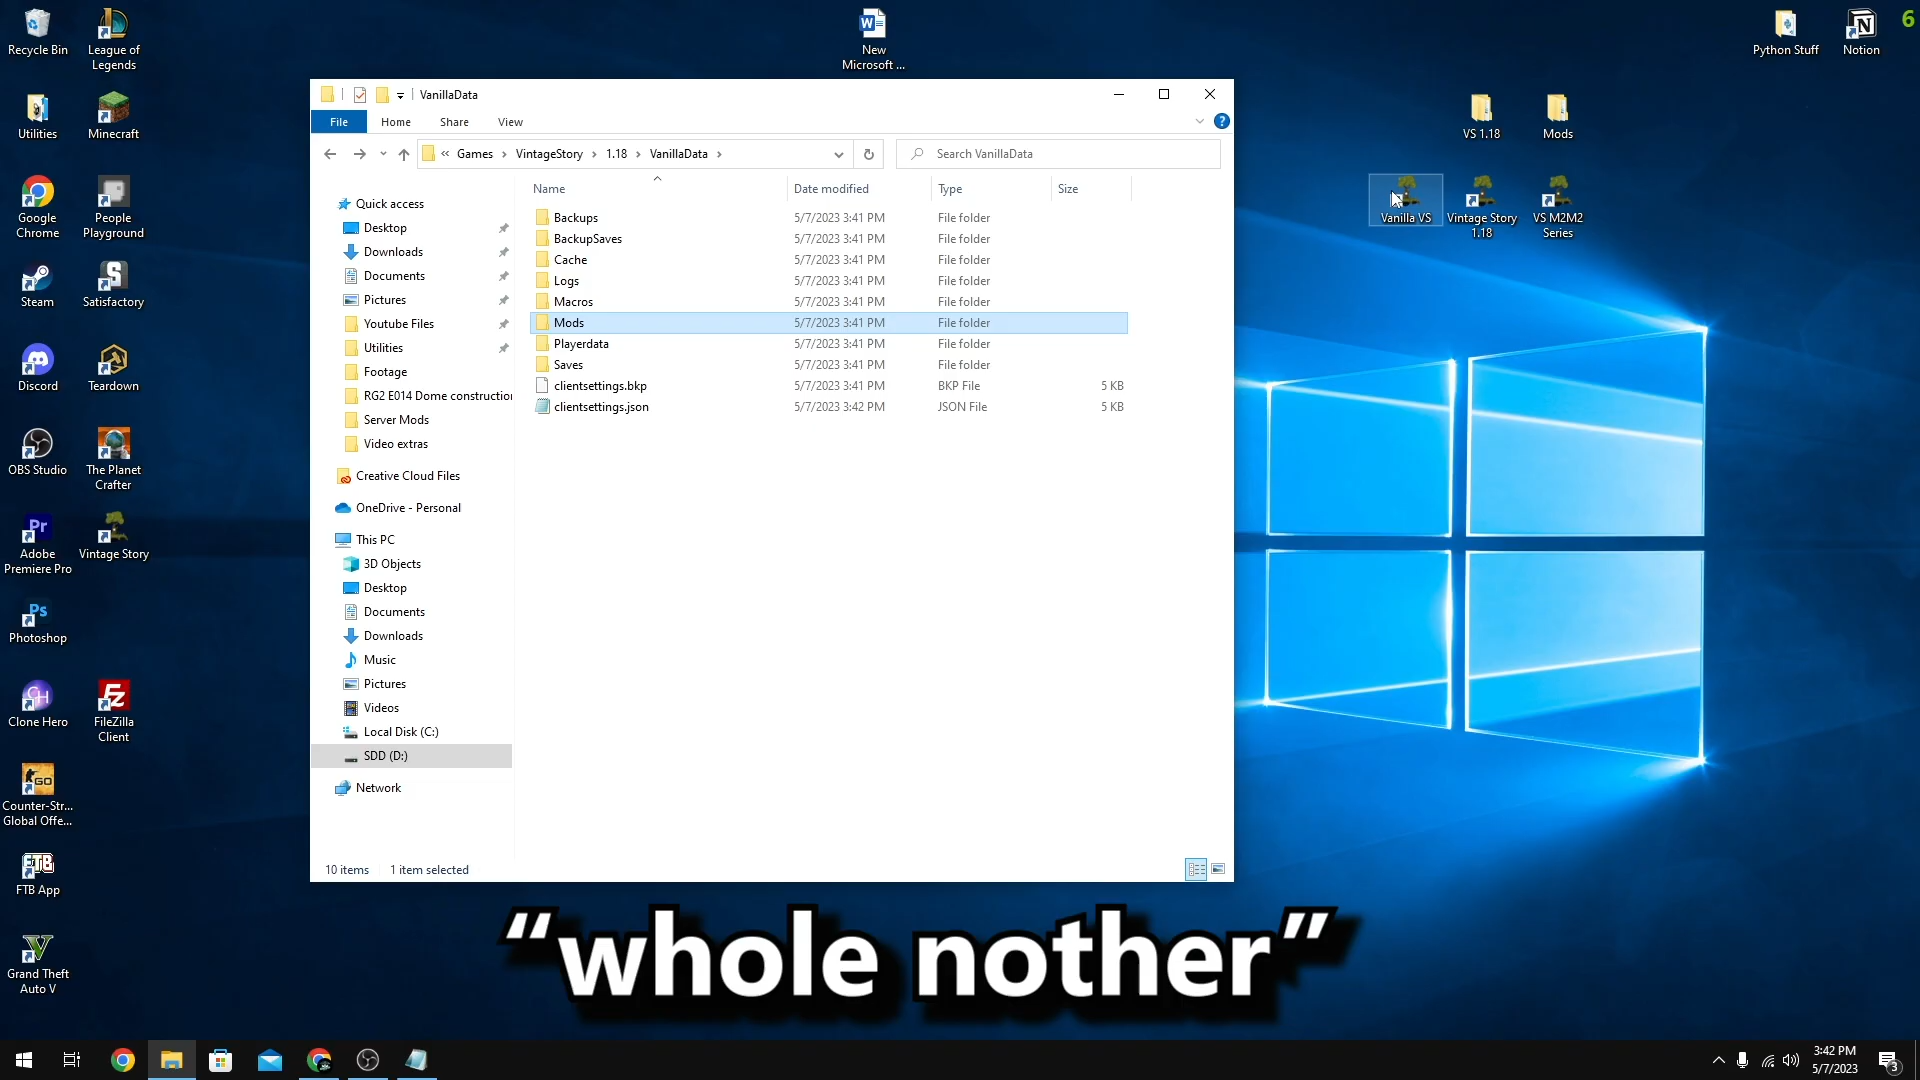 Recycle Bin
League of
Legends
New
Microsoft ...
Python Stuff
Notion
6
Utilities
Minecraft
Google
Chrome
People
Playground
Steam
Satisfactory
Discord
Teardown
OBS Studio
The Planet
Crafter
Adobe
Premiere Pro
Vintage Story
Photoshop
Clone Hero
FileZilla
Client
Counter-Str...
Global Offe...
FTB App
Grand Theft
Auto V
VS 1.18
Mods
Vanilla VS
Vintage Story
1.18
VS M2M2
Series
VanillaData
File
Home
Share
View
« Games > VintageStory > 1.18 > VanillaData >
Search VanillaData
Name
Date modified
Type
Size
Quick access
Desktop
Downloads
Documents
Pictures
Youtube Files
Utilities
Footage
RG2 E014 Dome construction
Server Mods
Video extras
Creative Cloud Files
OneDrive - Personal
This PC
3D Objects
Desktop
Documents
Downloads
Music
Pictures
Videos
Local Disk (C:)
SDD (D:)
Network
Backups 5/7/2023 3:41 PM File folder
BackupSaves 5/7/2023 3:41 PM File folder
Cache 5/7/2023 3:41 PM File folder
Logs 5/7/2023 3:41 PM File folder
Macros 5/7/2023 3:41 PM File folder
Mods 5/7/2023 3:41 PM File folder
Playerdata 5/7/2023 3:41 PM File folder
Saves 5/7/2023 3:41 PM File folder
clientsettings.bkp 5/7/2023 3:41 PM BKP File 5 KB
clientsettings.json 5/7/2023 3:42 PM JSON File 5 KB
10 items
1 item selected
“whole nother”
3:42 PM
5/7/2023
3